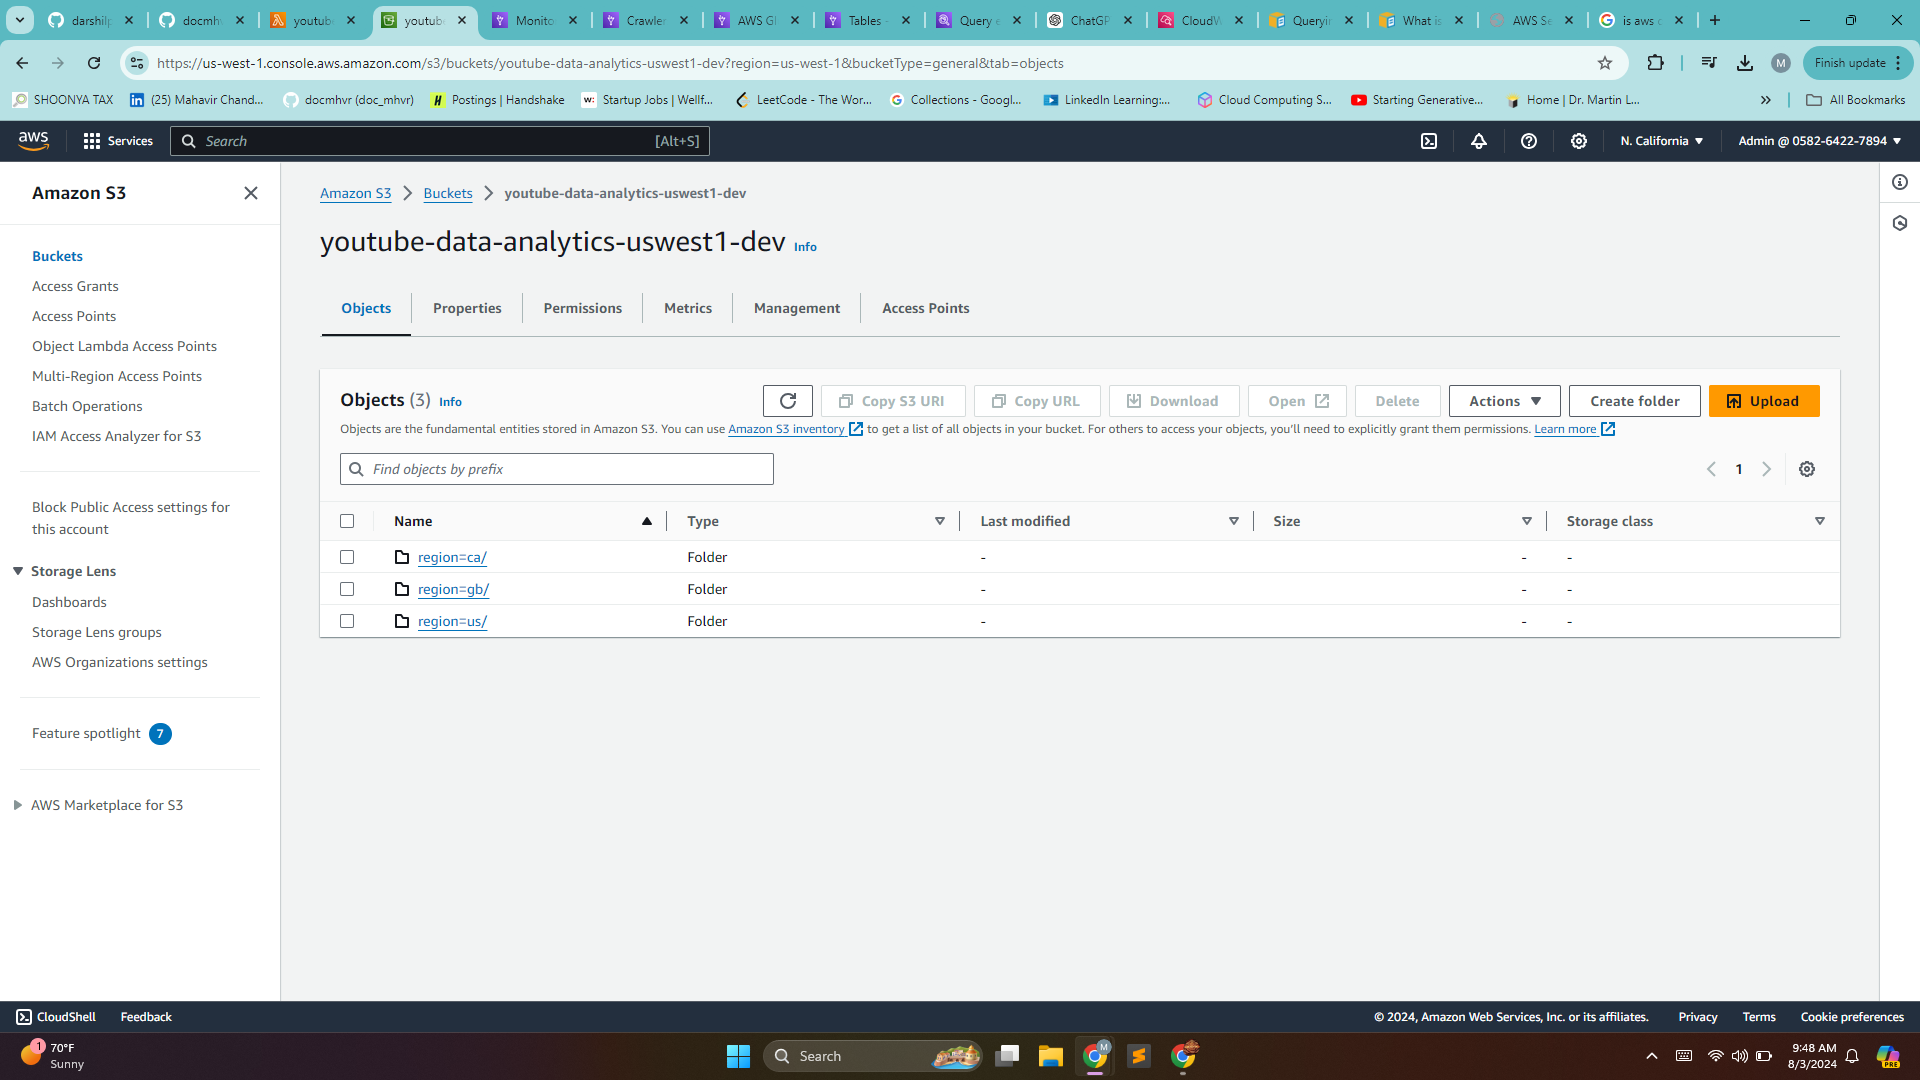 darshilp
docmhv
youtube
youtube
Monito
Crawler
AWS Gl
Tables -
Query e
ChatGP
CloudW
Queryin
What is
AWS Se
is aws c
https://us-west-1.console.aws.amazon.com/s3/buckets/youtube-data-analytics-uswest1-dev?region=us-west-1&bucketType=general&tab=objects
M
Finish update
SHOONYA TAX
(25) Mahavir Chand...
docmhvr (doc_mhvr)
Postings | Handshake
Startup Jobs | Wellf...
LeetCode - The Wor...
Collections - Googl...
LinkedIn Learning:...
Cloud Computing S...
Starting Generative...
Home | Dr. Martin L...
All Bookmarks
aws
Services
Search
[Alt+S]
N. California
Admin @ 0582-6422-7894
Amazon S3
Buckets
Access Grants
Access Points
Object Lambda Access Points
Multi-Region Access Points
Batch Operations
IAM Access Analyzer for S3
Block Public Access settings for
this account
Storage Lens
Dashboards
Storage Lens groups
AWS Organizations settings
Feature spotlight 7
AWS Marketplace for S3
Amazon S3 > Buckets > youtube-data-analytics-uswest1-dev
youtube-data-analytics-uswest1-dev Info
Objects
Properties
Permissions
Metrics
Management
Access Points
Objects (3) Info
Copy S3 URI
Copy URL
Download
Open
Delete
Actions
Create folder
Upload
Objects are the fundamental entities stored in Amazon S3. You can use Amazon S3 inventory to get a list of all objects in your bucket. For others to access your objects, you'll need to explicitly grant them permissions. Learn more
Find objects by prefix
1
Name Type Last modified Size Storage class
region=ca/ Folder - - -
region=gb/ Folder - - -
region=us/ Folder - - -
CloudShell
Feedback
© 2024, Amazon Web Services, Inc. or its affiliates.
Privacy
Terms
Cookie preferences
1
70°F
Sunny
Search
M
9:48 AM
8/3/2024
PRE